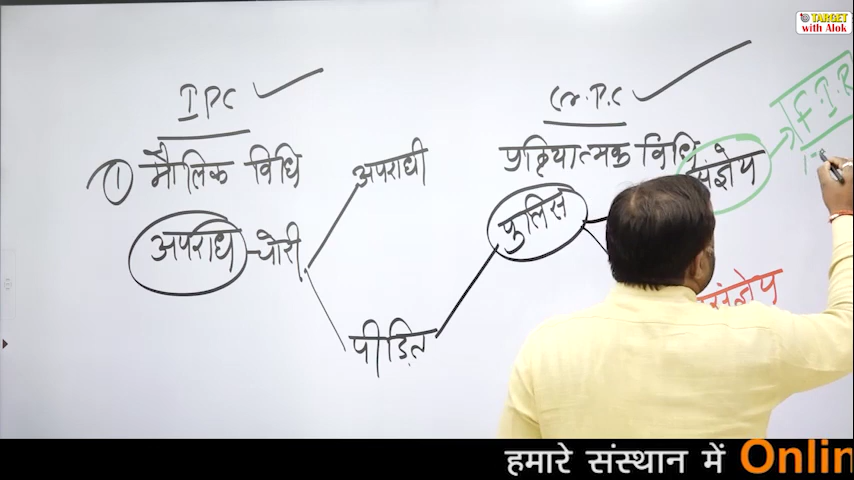 TARGET
with Alok
IPC
Cr.P.C
F.I.R
① मौलिक विधि
अपराधी
प्रक्रियात्मक विधि
संज्ञेय
अपराध - चोरी
पुलिस
पीड़ित
हमारे संस्थान में Onlin